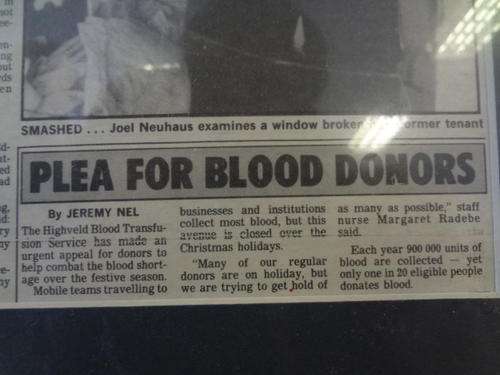 SMASHED ... Joel Neuhaus examines a window broken former tenant
PLEA FOR BLOOD DONORS
By JEREMY NEL
The Highveld Blood Transfu-
sion Service has made an
urgent appeal for donors to
help combat the blood short-
age over the festive season.
Mobile teams travelling to
businesses and institutions
collect most blood, but this
avenue is closed over the
Christmas holidays.
"Many of our regular
donors are on holiday, but
we are trying to get hold of
as many as possible," staff
nurse Margaret Radebe
said.
Each year 900 000 units of
blood are collected — yet
only one in 20 eligible people
donates blood.